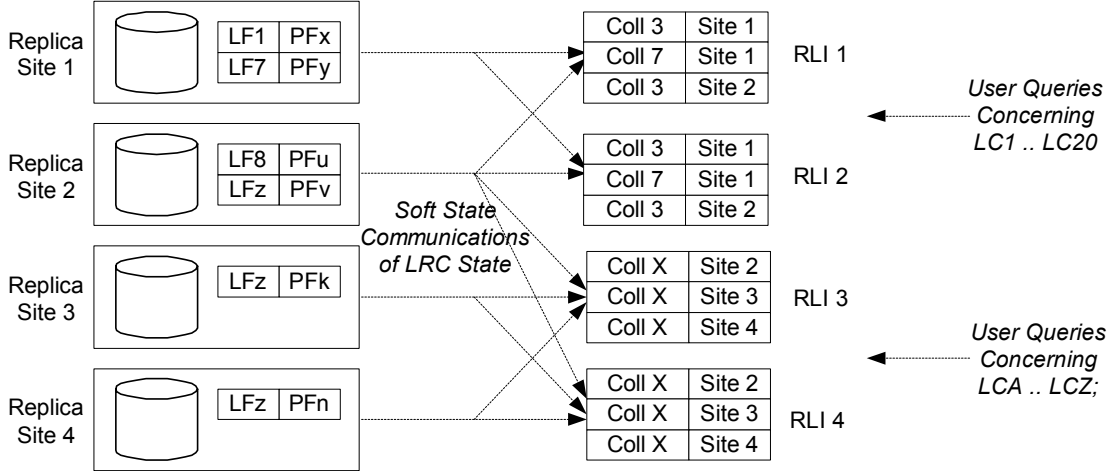 Replica
Site 1
LF1 PFx
LF7 PFy
Coll 3 Site 1
Coll 7 Site 1
Coll 3 Site 2
RLI 1
User Queries
Concerning
LC1 .. LC20
Replica
Site 2
LF8 PFu
LFz PFv
Coll 3 Site 1
Coll 7 Site 1
Coll 3 Site 2
RLI 2
Soft State
Communications
of LRC State
Replica
Site 3
LFz PFk
Coll X Site 2
Coll X Site 3
Coll X Site 4
RLI 3
User Queries
Concerning
LCA .. LCZ;
Replica
Site 4
LFz PFn
Coll X Site 2
Coll X Site 3
Coll X Site 4
RLI 4